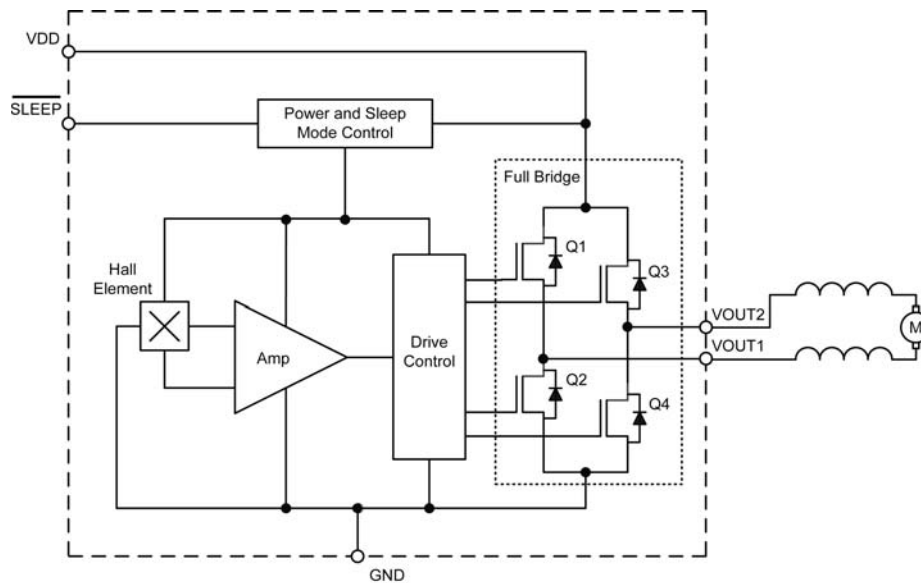 VDD
SLEEP
Power and Sleep
Mode Control
Full Bridge
Q1
Q3
Hall
Element
Amp
Drive
Control
VOUT2
VOUT1
M
Q2
Q4
GND